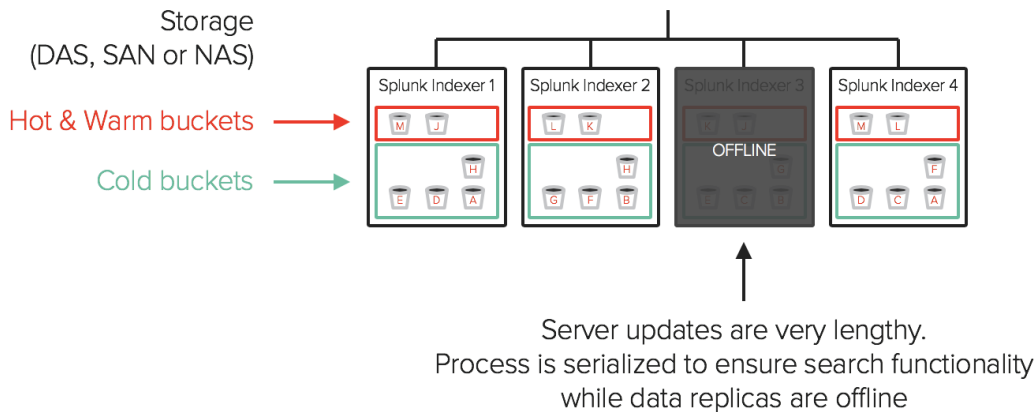 Storage
(DAS, SAN or NAS)
Hot & Warm buckets
Cold buckets
Splunk Indexer 1
M J
H
E D A
Splunk Indexer 2
L K
H
G F B
Splunk Indexer 3
K J
OFFLINE
G
E C B
Splunk Indexer 4
M L
F
D C A
Server updates are very lengthy.
Process is serialized to ensure search functionality
while data replicas are offline